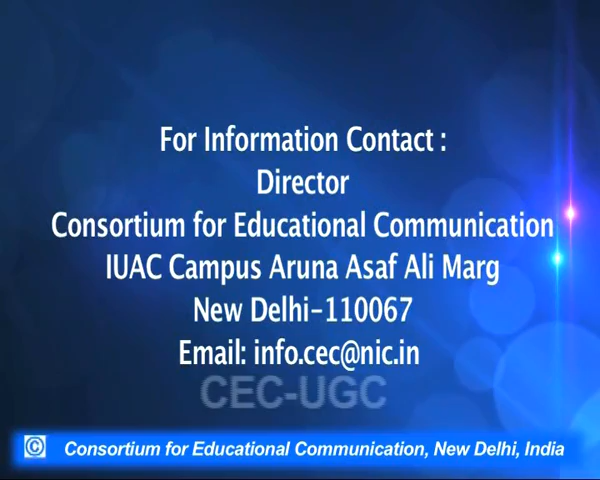 For Information Contact :
Director
Consortium for Educational Communication
IUAC Campus Aruna Asaf Ali Marg
New Delhi-110067
Email: info.cec@nic.in
CEC-UGC
© Consortium for Educational Communication, New Delhi, India